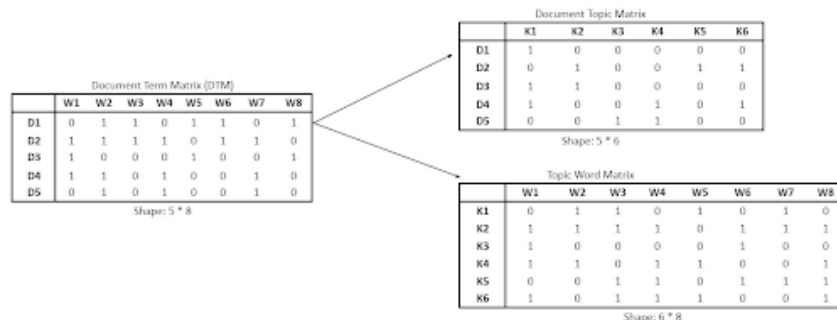 Document Term Matrix (DTM)
W1 W2 W3 W4 W5 W6 W7 W8
D1 0 1 1 0 1 1 0 1
D2 1 1 1 1 0 1 1 0
D3 1 0 0 0 1 0 0 1
D4 1 1 0 1 0 0 1 0
D5 0 1 0 1 0 0 1 0
Shape: 5 * 8
Document Topic Matrix
K1 K2 K3 K4 K5 K6
D1 1 0 0 0 0 0
D2 0 1 0 0 1 1
D3 1 1 0 0 0 0
D4 1 0 0 1 0 1
D5 0 0 1 1 0 0
Shape: 5 * 6
Topic Word Matrix
W1 W2 W3 W4 W5 W6 W7 W8
K1 0 1 1 0 1 0 1 0
K2 1 1 1 1 0 1 1 1
K3 1 0 0 0 0 1 0 0
K4 1 1 0 1 1 0 0 1
K5 0 0 1 1 0 1 1 1
K6 1 0 1 1 1 0 0 1
Shape: 6 * 8